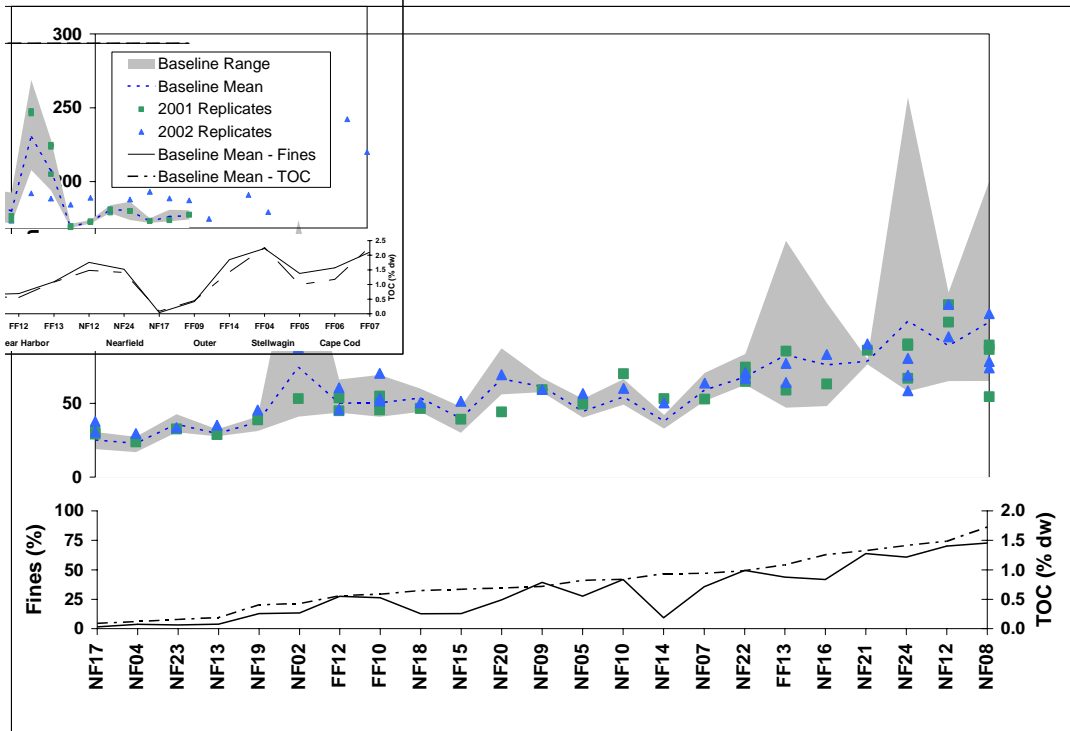 300
250
200
50
0
Baseline Range
Baseline Mean
2001 Replicates
2002 Replicates
Baseline Mean - Fines
Baseline Mean - TOC
2.5
2.0
1.5
1.0
0.5
0.0
TOC (% dw)
FF12 FF13 NF12 NF24 NF17 FF09 FF14 FF04 FF05 FF06 FF07
ear Harbor Nearfield Outer Stellwagin Cape Cod
100
75
50
25
0
Fines (%)
2.0
1.5
1.0
0.5
0.0
TOC (% dw)
NF17 NF04 NF23 NF13 NF19 NF02 FF12 FF10 NF18 NF15 NF20 NF09 NF05 NF10 NF14 NF07 NF22 FF13 NF16 NF21 NF24 NF12 NF08